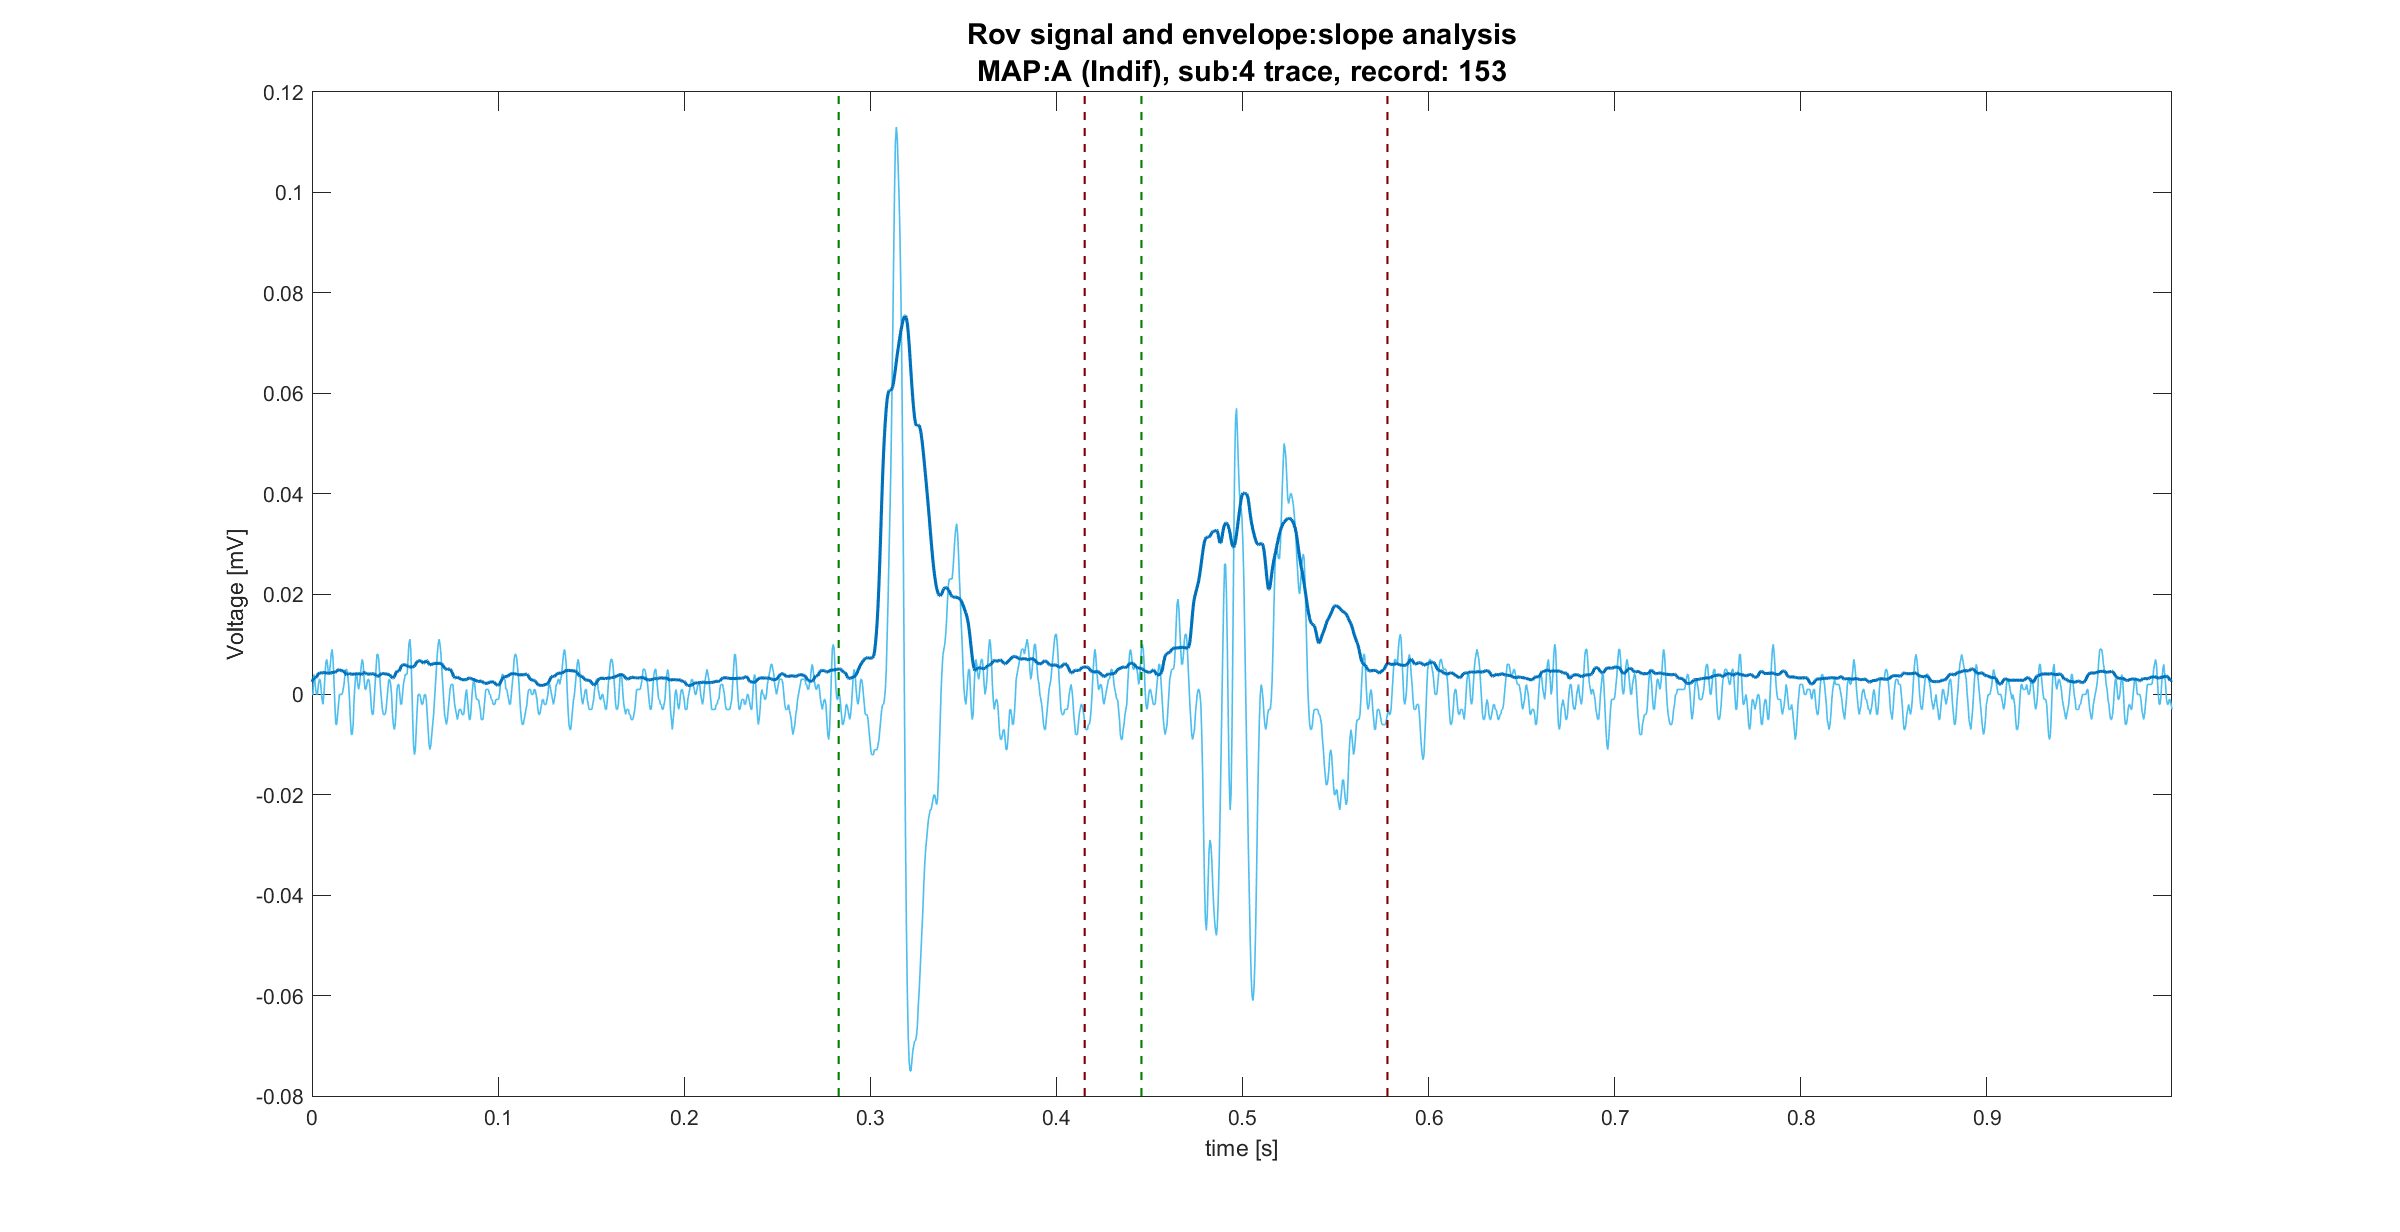 Rov signal and envelope:slope analysis
MAP:A (Indif), sub:4 trace, record: 153
0.12
0.1
0.08
0.06
0.04
0.02
0
-0.02
-0.04
-0.06
-0.08
Voltage [mV]
0 0.1 0.2 0.3 0.4 0.5 0.6 0.7 0.8 0.9
time [s]